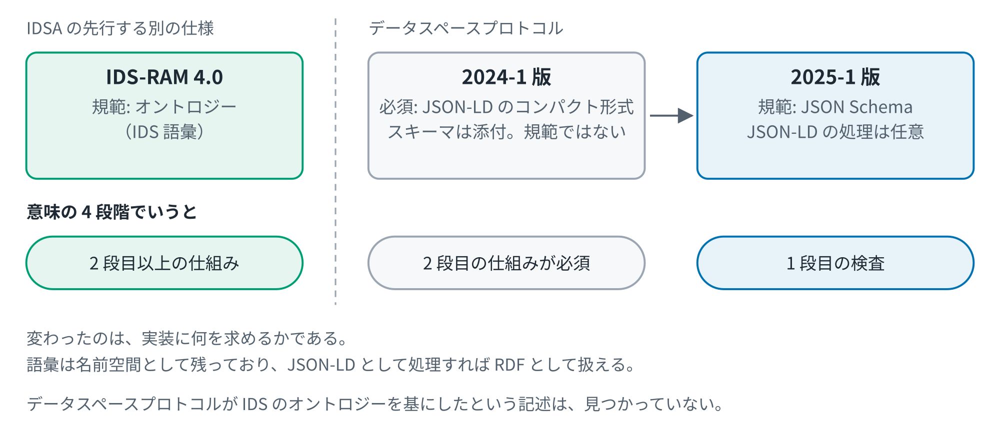 IDSA の先行する別の仕様
データスペースプロトコル
IDS-RAM 4.0
規範: オントロジー
（IDS 語彙）
2024-1 版
必須: JSON-LD のコンパクト形式
スキーマは添付。規範ではない
2025-1 版
規範: JSON Schema
JSON-LD の処理は任意
意味の 4 段階でいうと
2 段目以上の仕組み
2 段目の仕組みが必須
1 段目の検査
変わったのは、実装に何を求めるかである。
語彙は名前空間として残っており、JSON-LD として処理すれば RDF として扱える。
データスペースプロトコルが IDS のオントロジーを基にしたという記述は、見つかっていない。